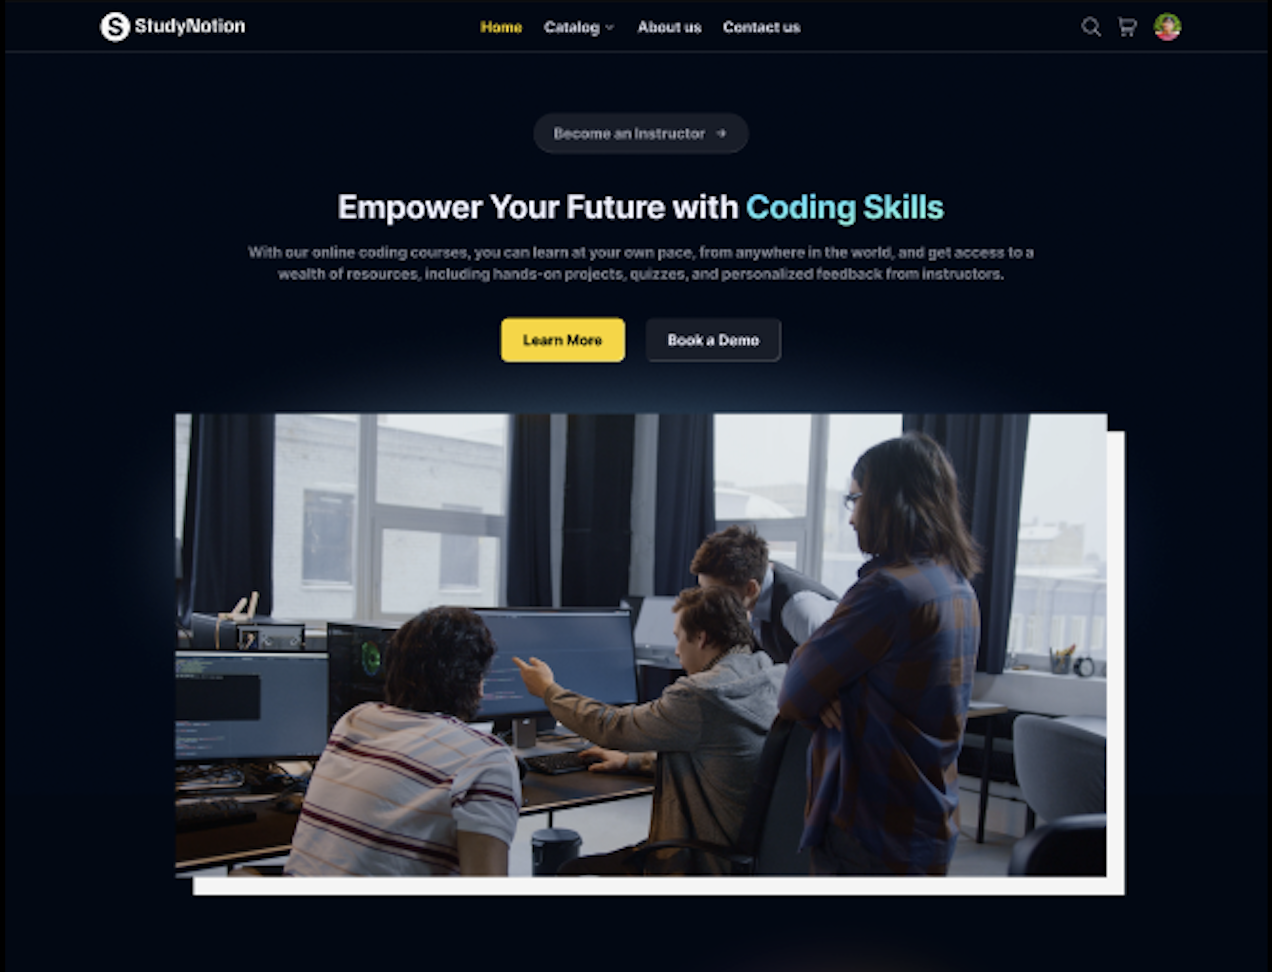 StudyNotion
Home Catalog About us Contact us
Become an Instructor →
Empower Your Future with Coding Skills
With our online coding courses, you can learn at your own pace, from anywhere in the world, and get access to a
wealth of resources, including hands-on projects, quizzes, and personalized feedback from instructors.
Learn More Book a Demo